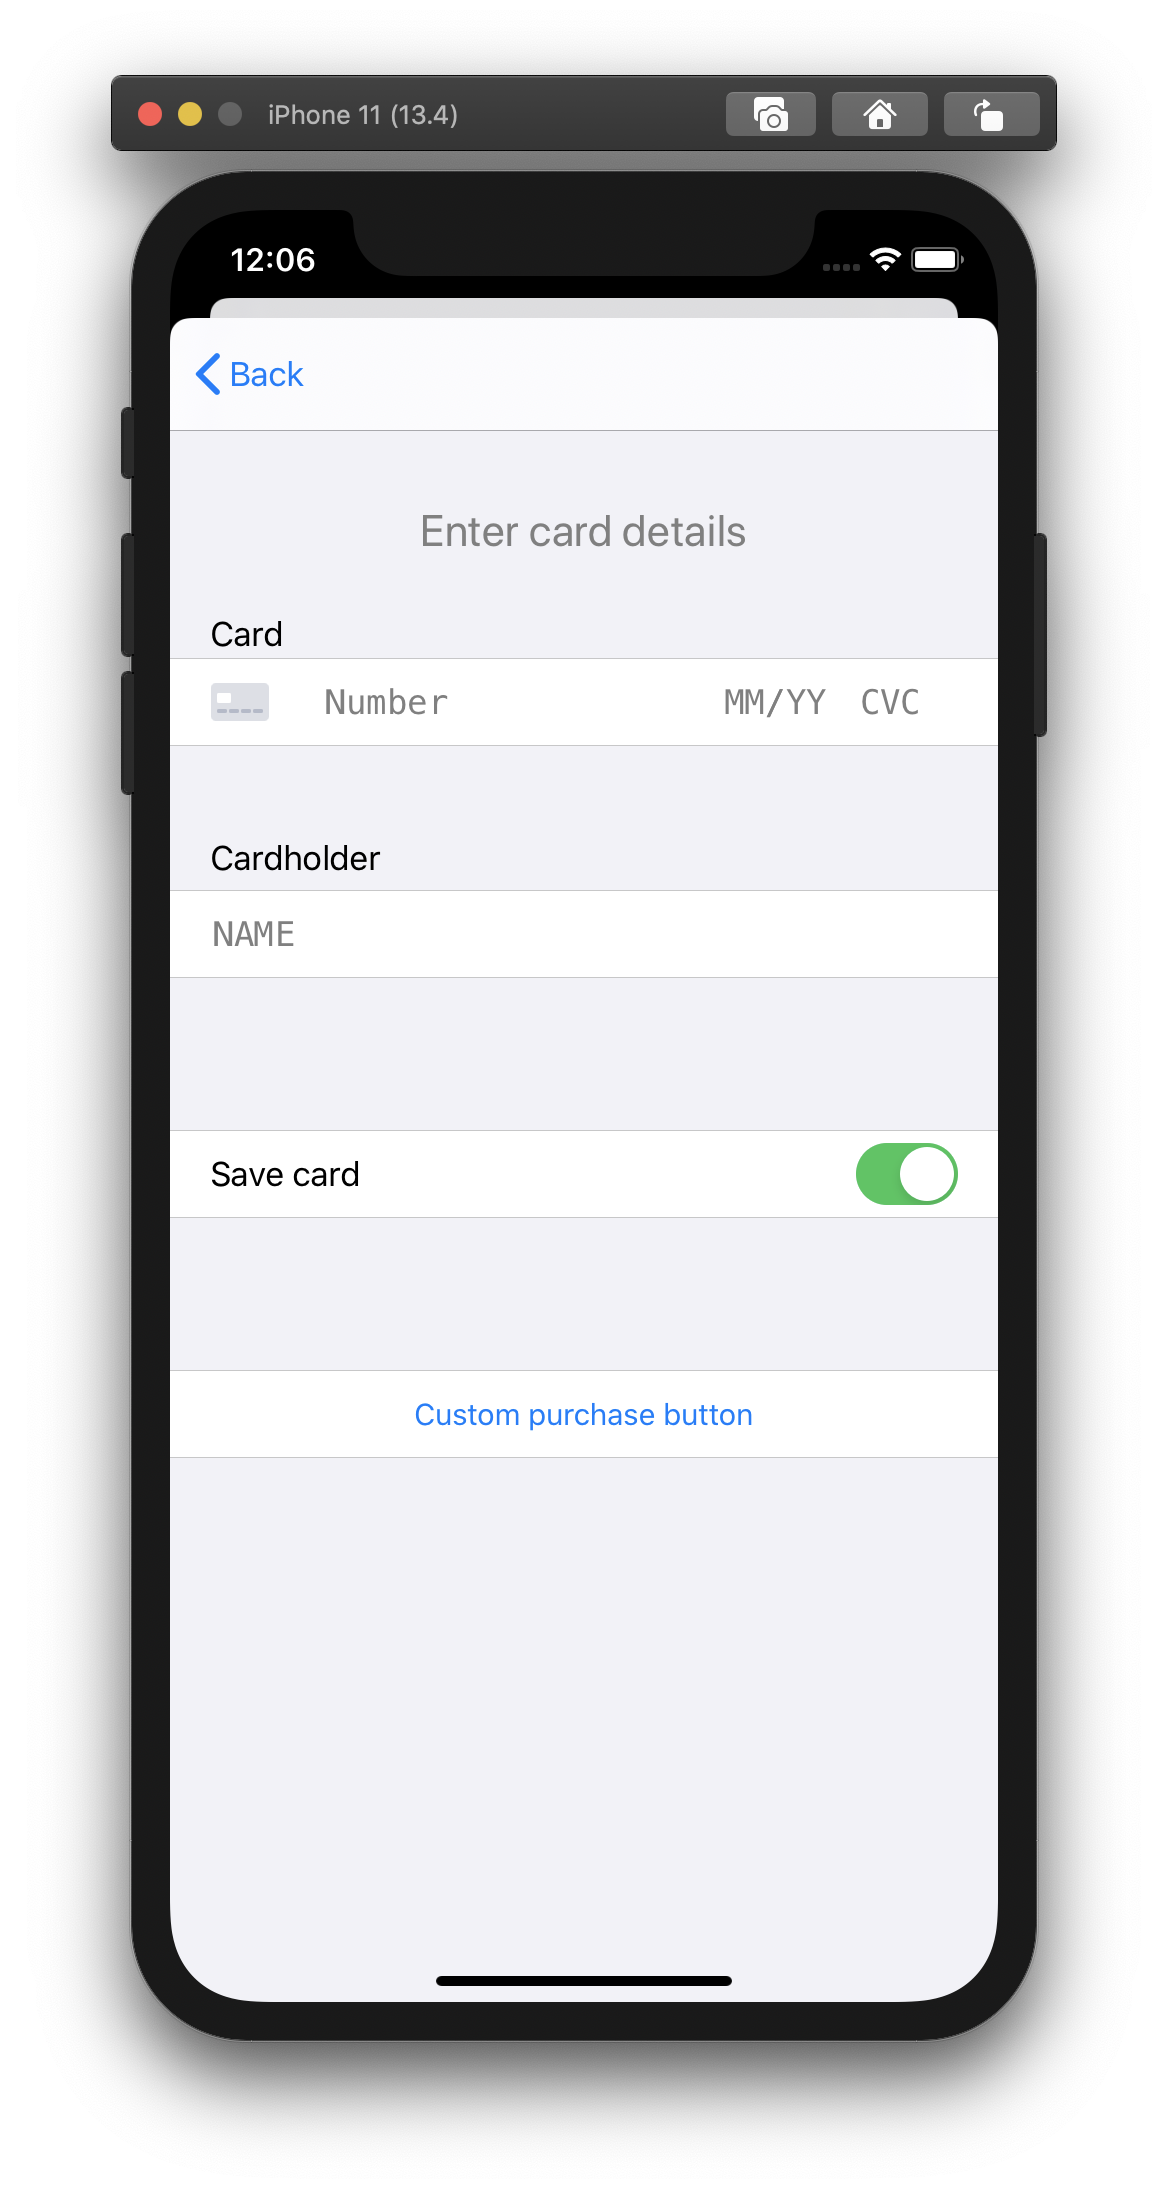 iPhone 11 (13.4)
12:06
Back
Enter card details
Card
Number MM/YY CVC
Cardholder
NAME
Save card
Custom purchase button